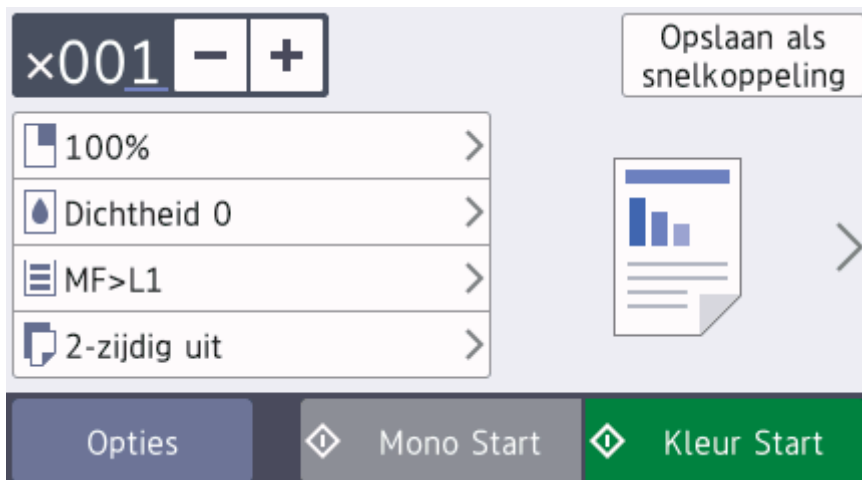 ×001
Opslaan als
snelkoppeling
100%
Dichtheid 0
MF>L1
2-zijdig uit
Opties
Mono Start
Kleur Start